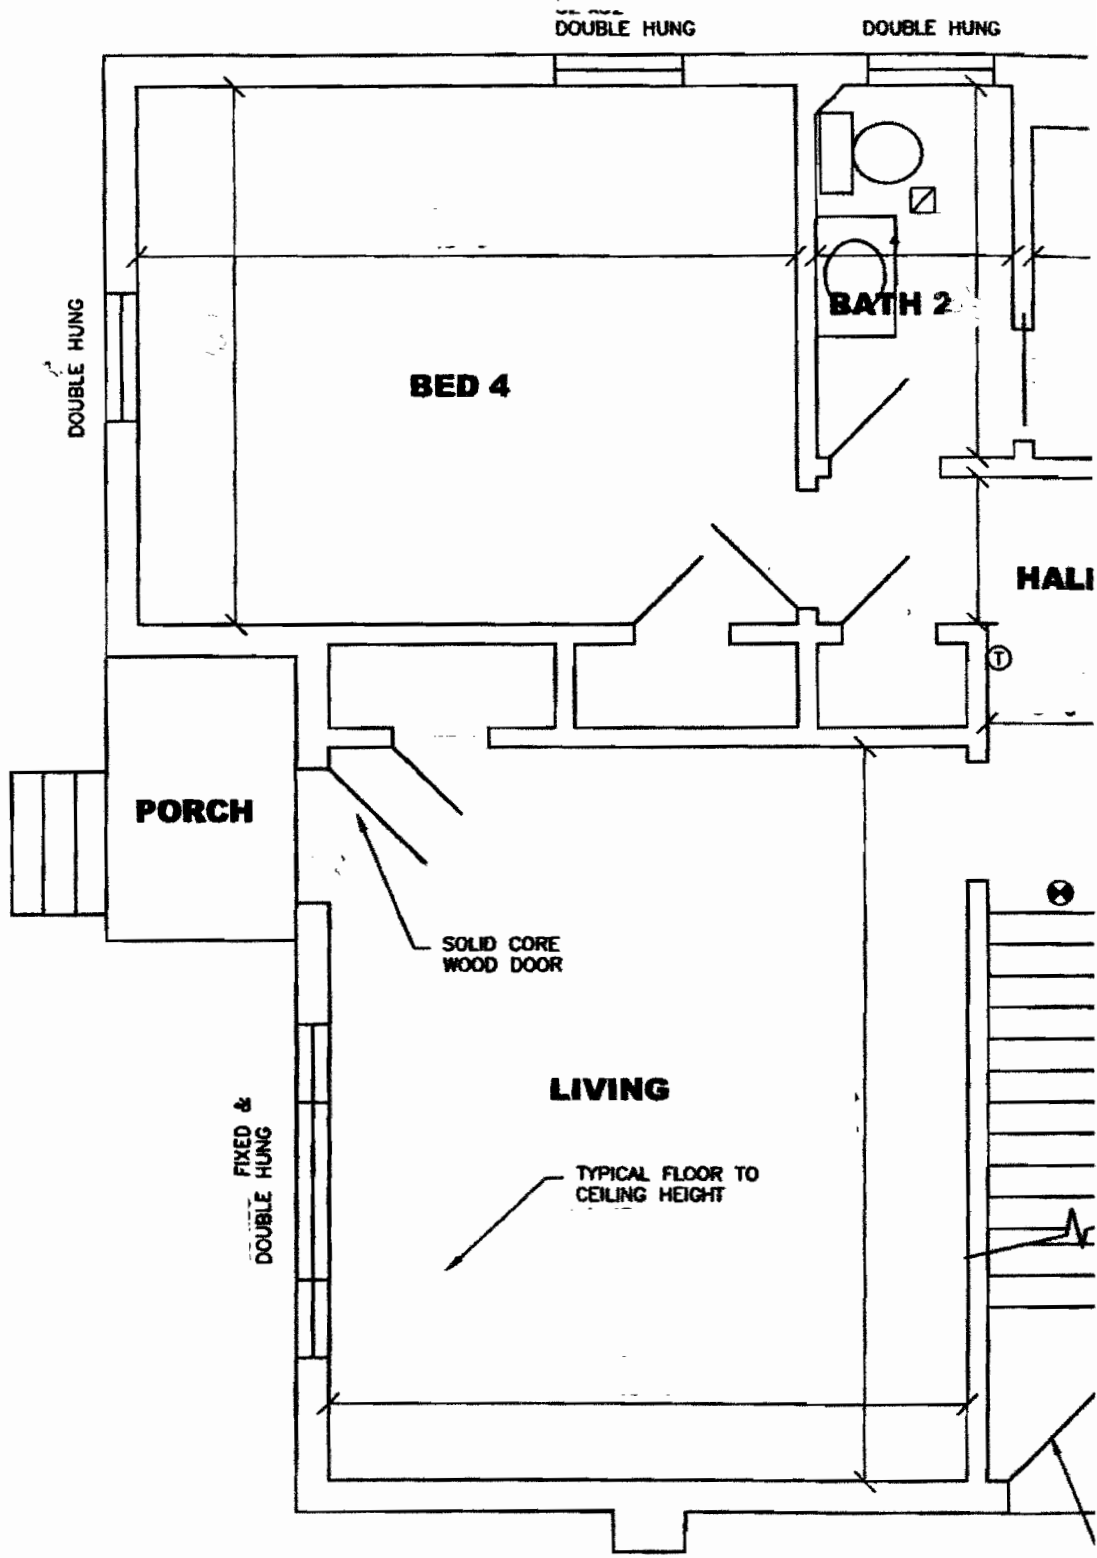 DOUBLE HUNG
DOUBLE HUNG
DOUBLE HUNG
BATH 2
BED 4
HALL
T
PORCH
SOLID CORE
WOOD DOOR
LIVING
FIXED &
DOUBLE HUNG
TYPICAL FLOOR TO
CEILING HEIGHT